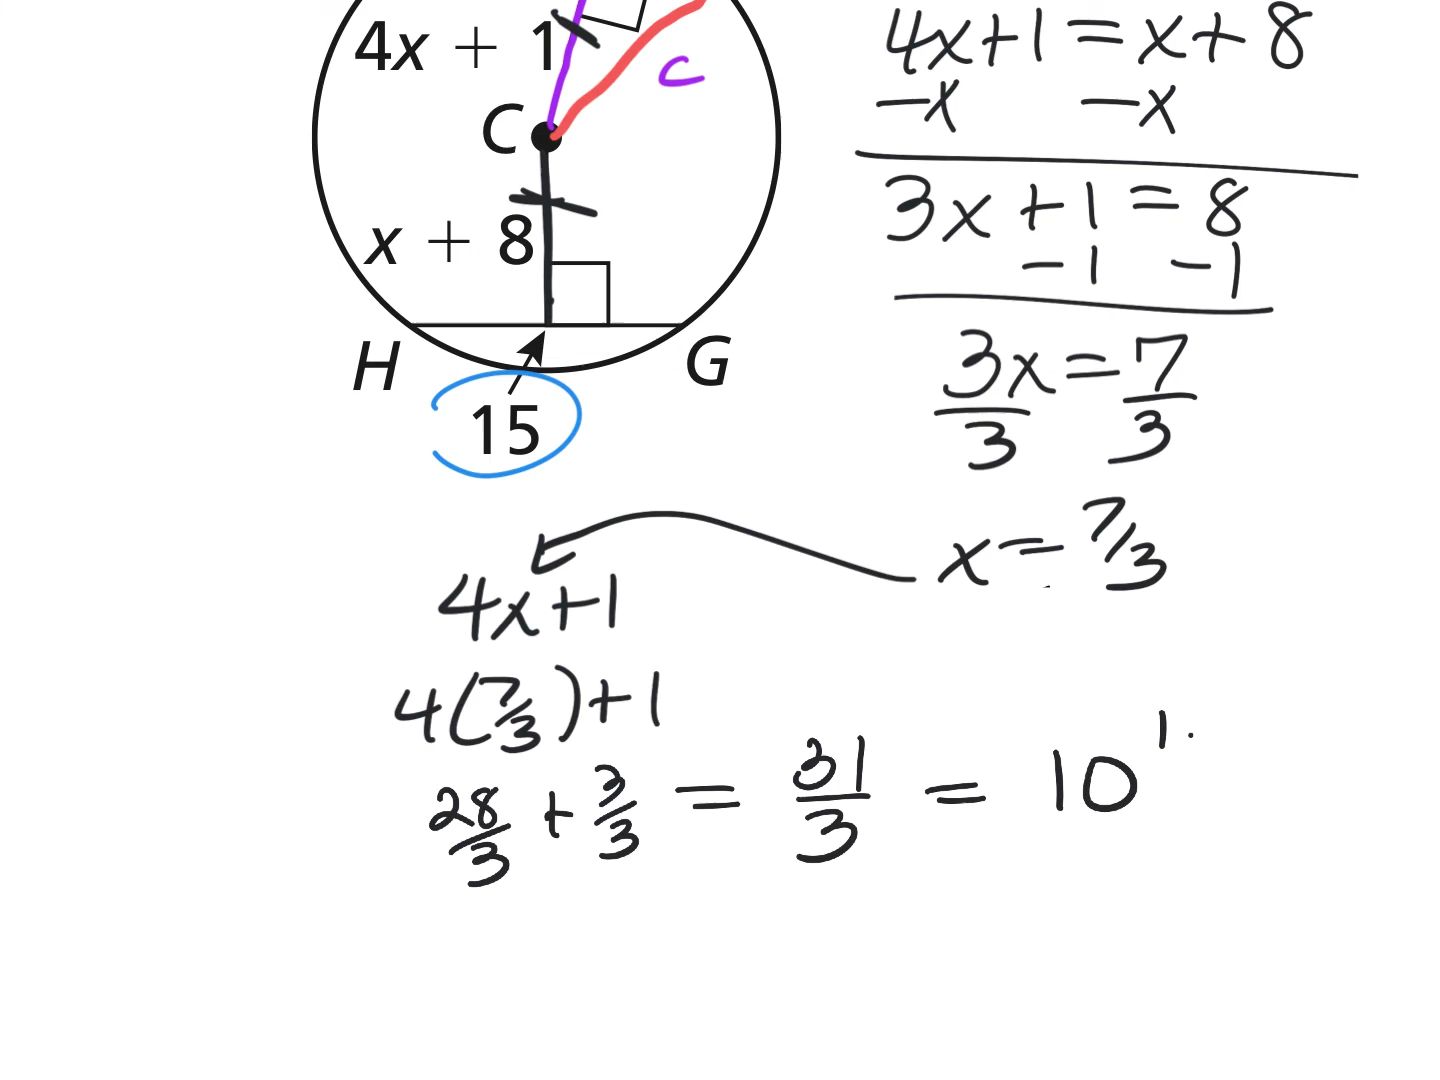 4x + 1
c
C
x + 8
H
G
15
4x+1 = x+8
-x -x
3x+1 = 8
-1 -1
3x = 7
3 3
x = 7/3
4x+1
4(7/3)+1
28/3 + 3/3 = 31/3 = 10 1